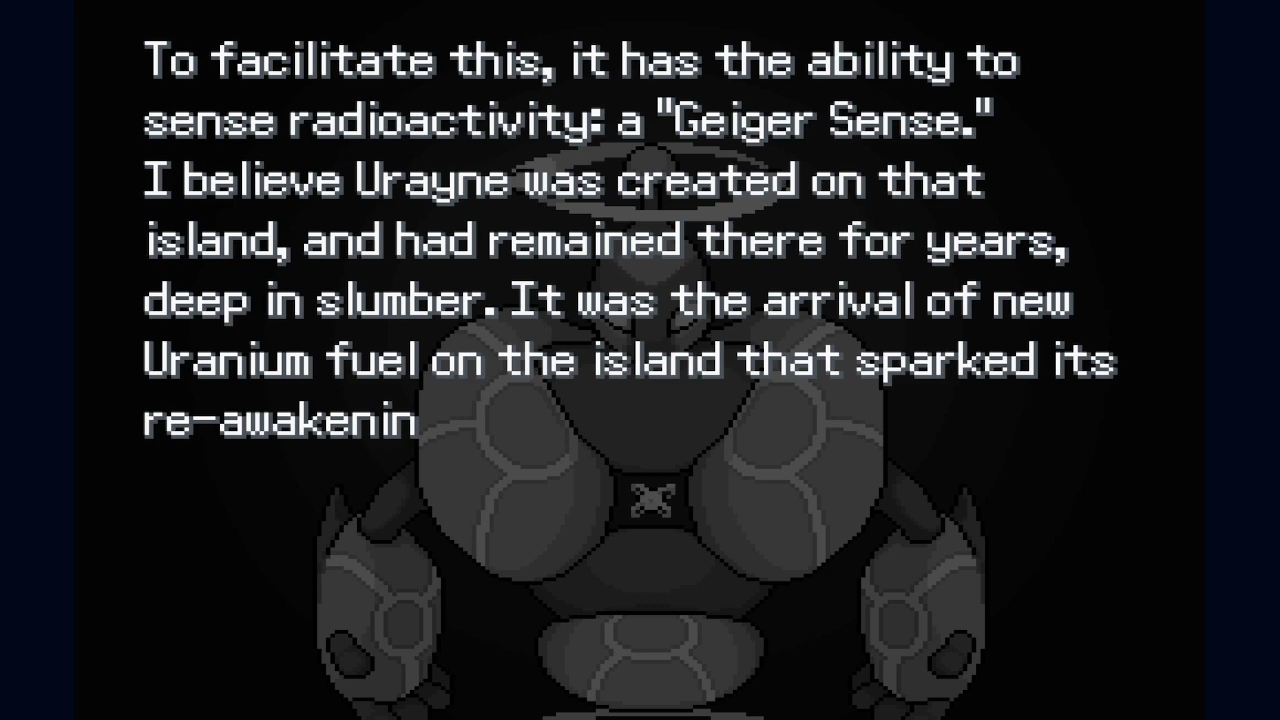 To facilitate this, it has the ability to
sense radioactivity: a "Geiger Sense."
I believe Urayne was created on that
island, and had remained there for years,
deep in slumber. It was the arrival of new
Uranium fuel on the island that sparked its
re-awakenin